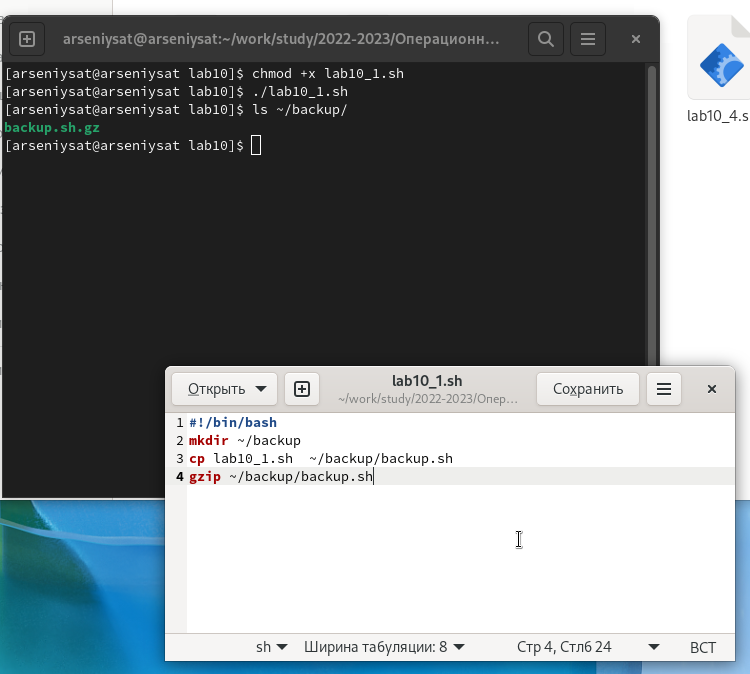 arseniysat@arseniysat:~/work/study/2022-2023/Операционн...
[arseniysat@arseniysat lab10]$ chmod +x lab10_1.sh
[arseniysat@arseniysat lab10]$ ./lab10_1.sh
[arseniysat@arseniysat lab10]$ ls ~/backup/
backup.sh.gz
[arseniysat@arseniysat lab10]$
lab10_4.s
Открыть
lab10_1.sh
~/work/study/2022-2023/Опер...
Сохранить
1 #!/bin/bash
2 mkdir ~/backup
3 cp lab10_1.sh  ~/backup/backup.sh
4 gzip ~/backup/backup.sh
sh Ширина табуляции: 8 Стр 4, Стлб 24 ВСТ